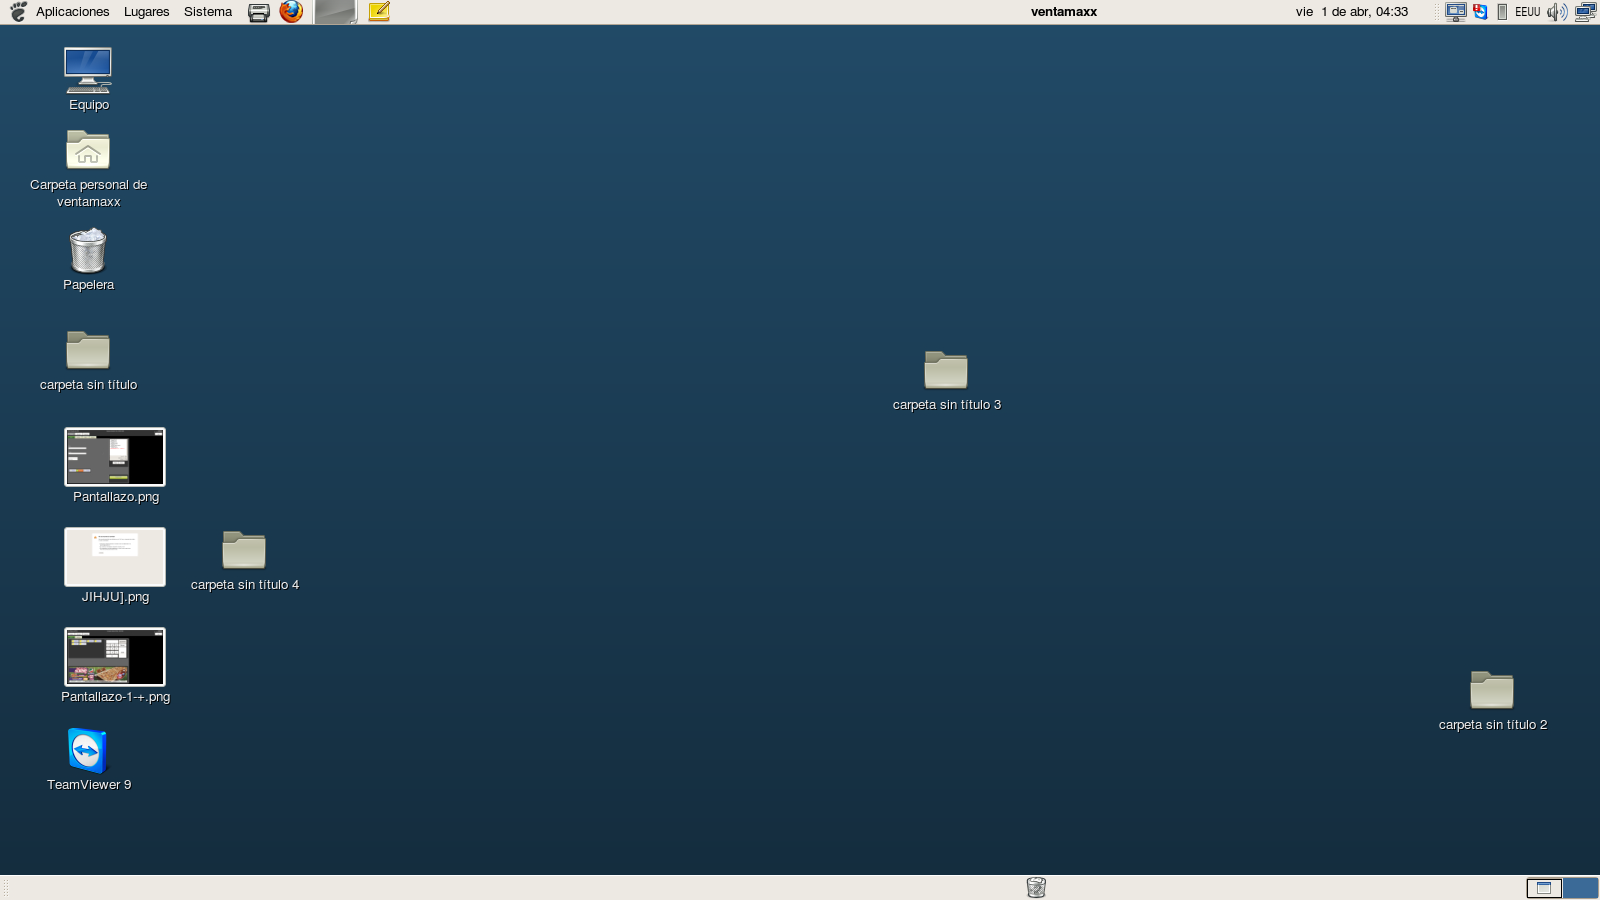 Aplicaciones Lugares Sistema ventamaxx vie 1 de abr, 04:33 EEUU
Equipo
Carpeta personal de
ventamaxx
Papelera
carpeta sin título
carpeta sin título 3
Pantallazo.png
carpeta sin título 4
JIHJU].png
Pantallazo-1-+.png
carpeta sin título 2
TeamViewer 9